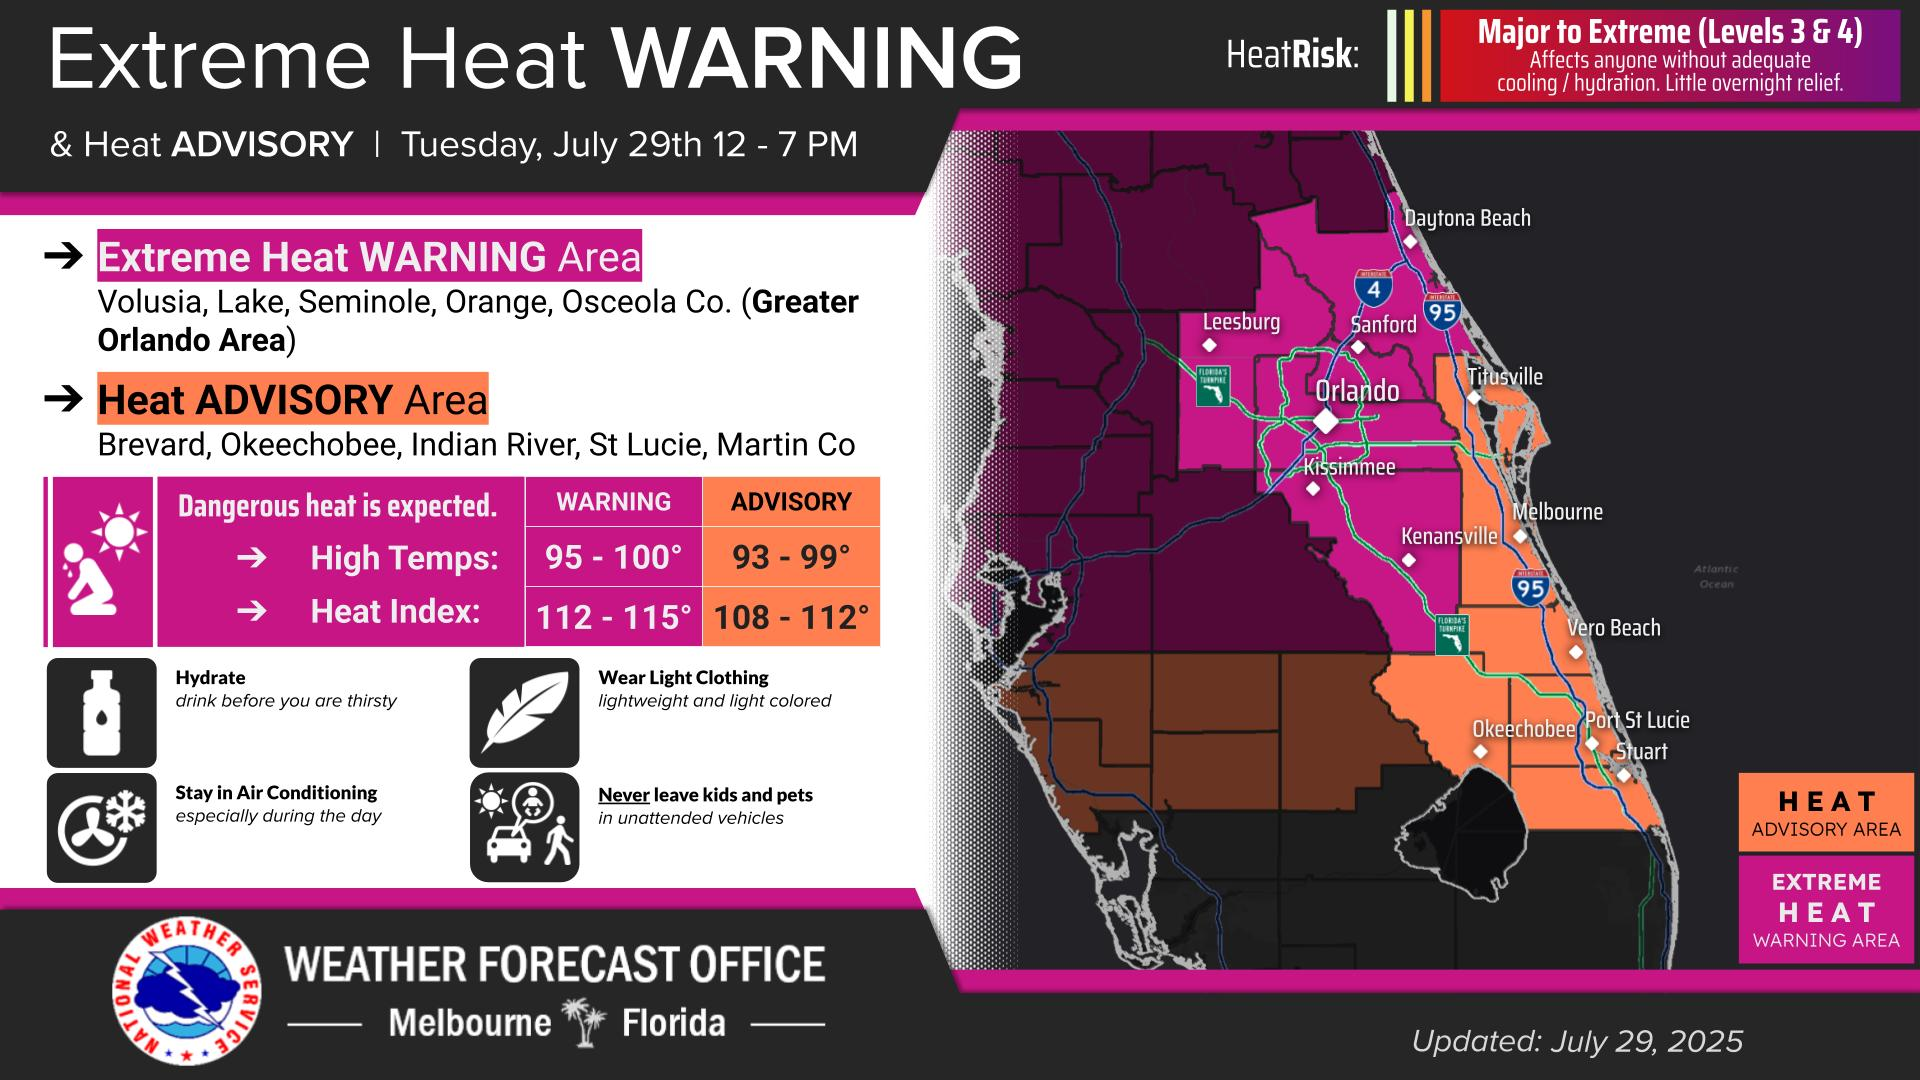 Extreme Heat WARNING
& Heat ADVISORY | Tuesday, July 29th 12 - 7 PM
HeatRisk:
Major to Extreme (Levels 3 & 4)
Affects anyone without adequate
cooling / hydration. Little overnight relief.
➔ Extreme Heat WARNING Area
Volusia, Lake, Seminole, Orange, Osceola Co. (Greater
Orlando Area)
➔ Heat ADVISORY Area
Brevard, Okeechobee, Indian River, St Lucie, Martin Co
Dangerous heat is expected. WARNING ADVISORY
➔ High Temps: 95 - 100° 93 - 99°
➔ Heat Index: 112 - 115° 108 - 112°
Hydrate
drink before you are thirsty
Wear Light Clothing
lightweight and light colored
Stay in Air Conditioning
especially during the day
Never leave kids and pets
in unattended vehicles
Daytona Beach
INTERSTATE
4
INTERSTATE
95
Leesburg
Sanford
FLORIDA'S
TURNPIKE
Titusville
Orlando
Kissimmee
Melbourne
Kenansville
Atlantic
Ocean
INTERSTATE
95
FLORIDA'S
TURNPIKE
Vero Beach
Okeechobee
Port St Lucie
Stuart
HEAT
ADVISORY AREA
EXTREME
HEAT
WARNING AREA
NATIONAL WEATHER SERVICE
WEATHER FORECAST OFFICE
Melbourne Florida
Updated: July 29, 2025